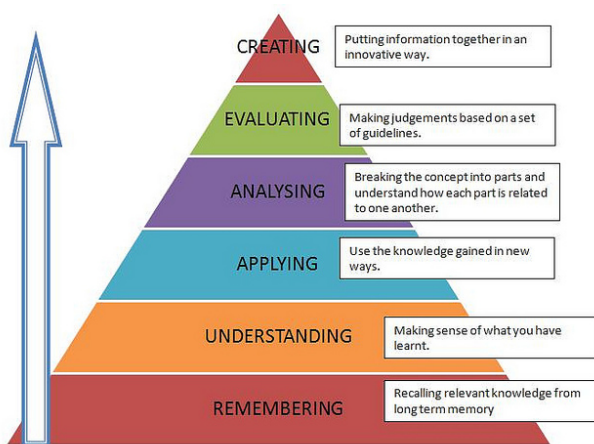 CREATING
Putting information together in an
innovative way.
EVALUATING
Making judgements based on a set
of guidelines.
ANALYSING
Breaking the concept into parts and
understand how each part is related
to one another.
APPLYING
Use the knowledge gained in new
ways.
UNDERSTANDING
Making sense of what you have
learnt.
REMEMBERING
Recalling relevant knowledge from
long term memory